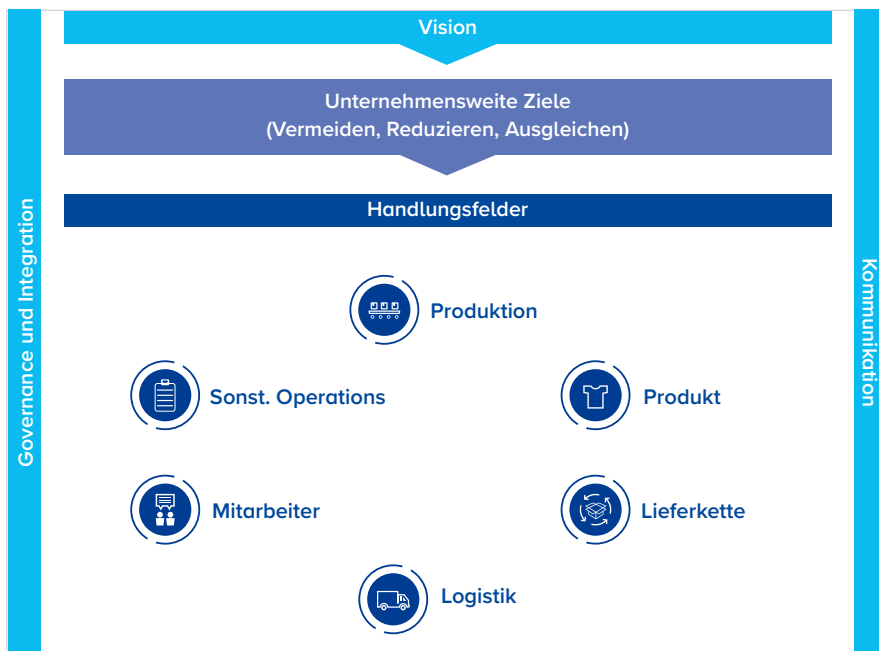 Vision
Unternehmensweite Ziele
(Vermeiden, Reduzieren, Ausgleichen)
Handlungsfelder
Governance und Integration
Kommunikation
Produktion
Sonst. Operations
Produkt
Mitarbeiter
Lieferkette
Logistik